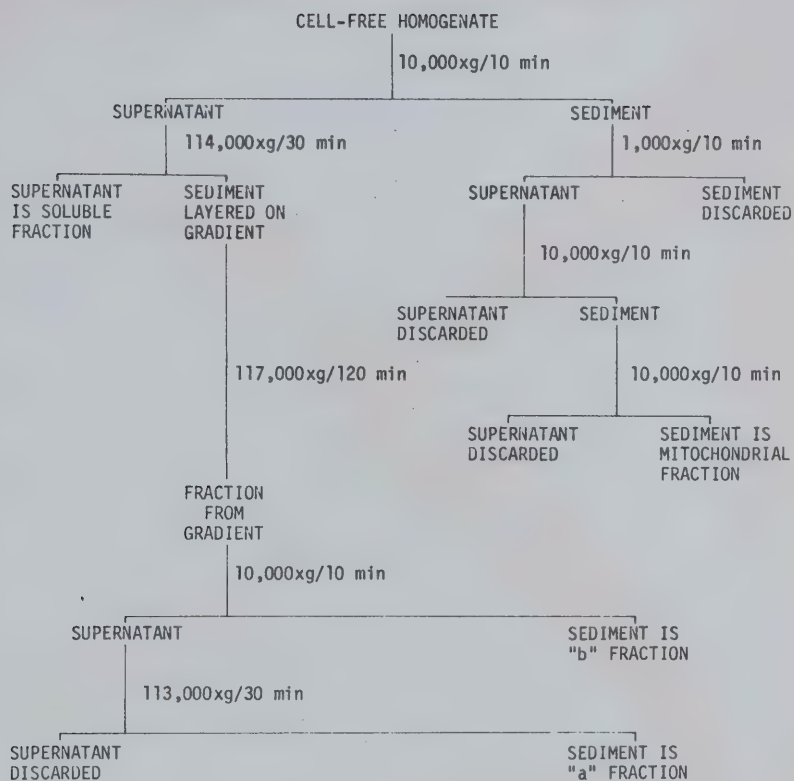 CELL-FREE HOMOGENATE
10,000xg/10 min
SUPERNATANT
SEDIMENT
114,000xg/30 min
1,000xg/10 min
SUPERNATANT
IS SOLUBLE
FRACTION
SEDIMENT
LAYERED ON
GRADIENT
SUPERNATANT
SEDIMENT
DISCARDED
10,000xg/10 min
SUPERNATANT
DISCARDED
SEDIMENT
117,000xg/120 min
10,000xg/10 min
SUPERNATANT
DISCARDED
SEDIMENT IS
MITOCHONDRIAL
FRACTION
FRACTION
FROM
GRADIENT
10,000xg/10 min
SUPERNATANT
SEDIMENT IS
"b" FRACTION
113,000xg/30 min
SUPERNATANT
DISCARDED
SEDIMENT IS
"a" FRACTION